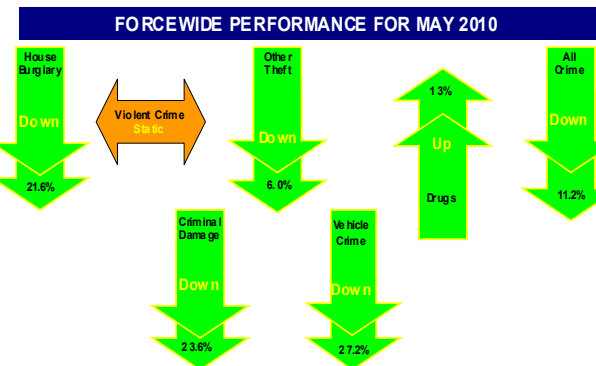 FORCEWIDE PERFORMANCE FOR MAY 2010
House
Burglary
Down
21.6%
Violent Crime
Static
Other
Theft
Down
6.0%
13%
Up
Drugs
All
Crime
Down
11.2%
Criminal
Damage
Down
23.6%
Vehicle
Crime
Down
27.2%